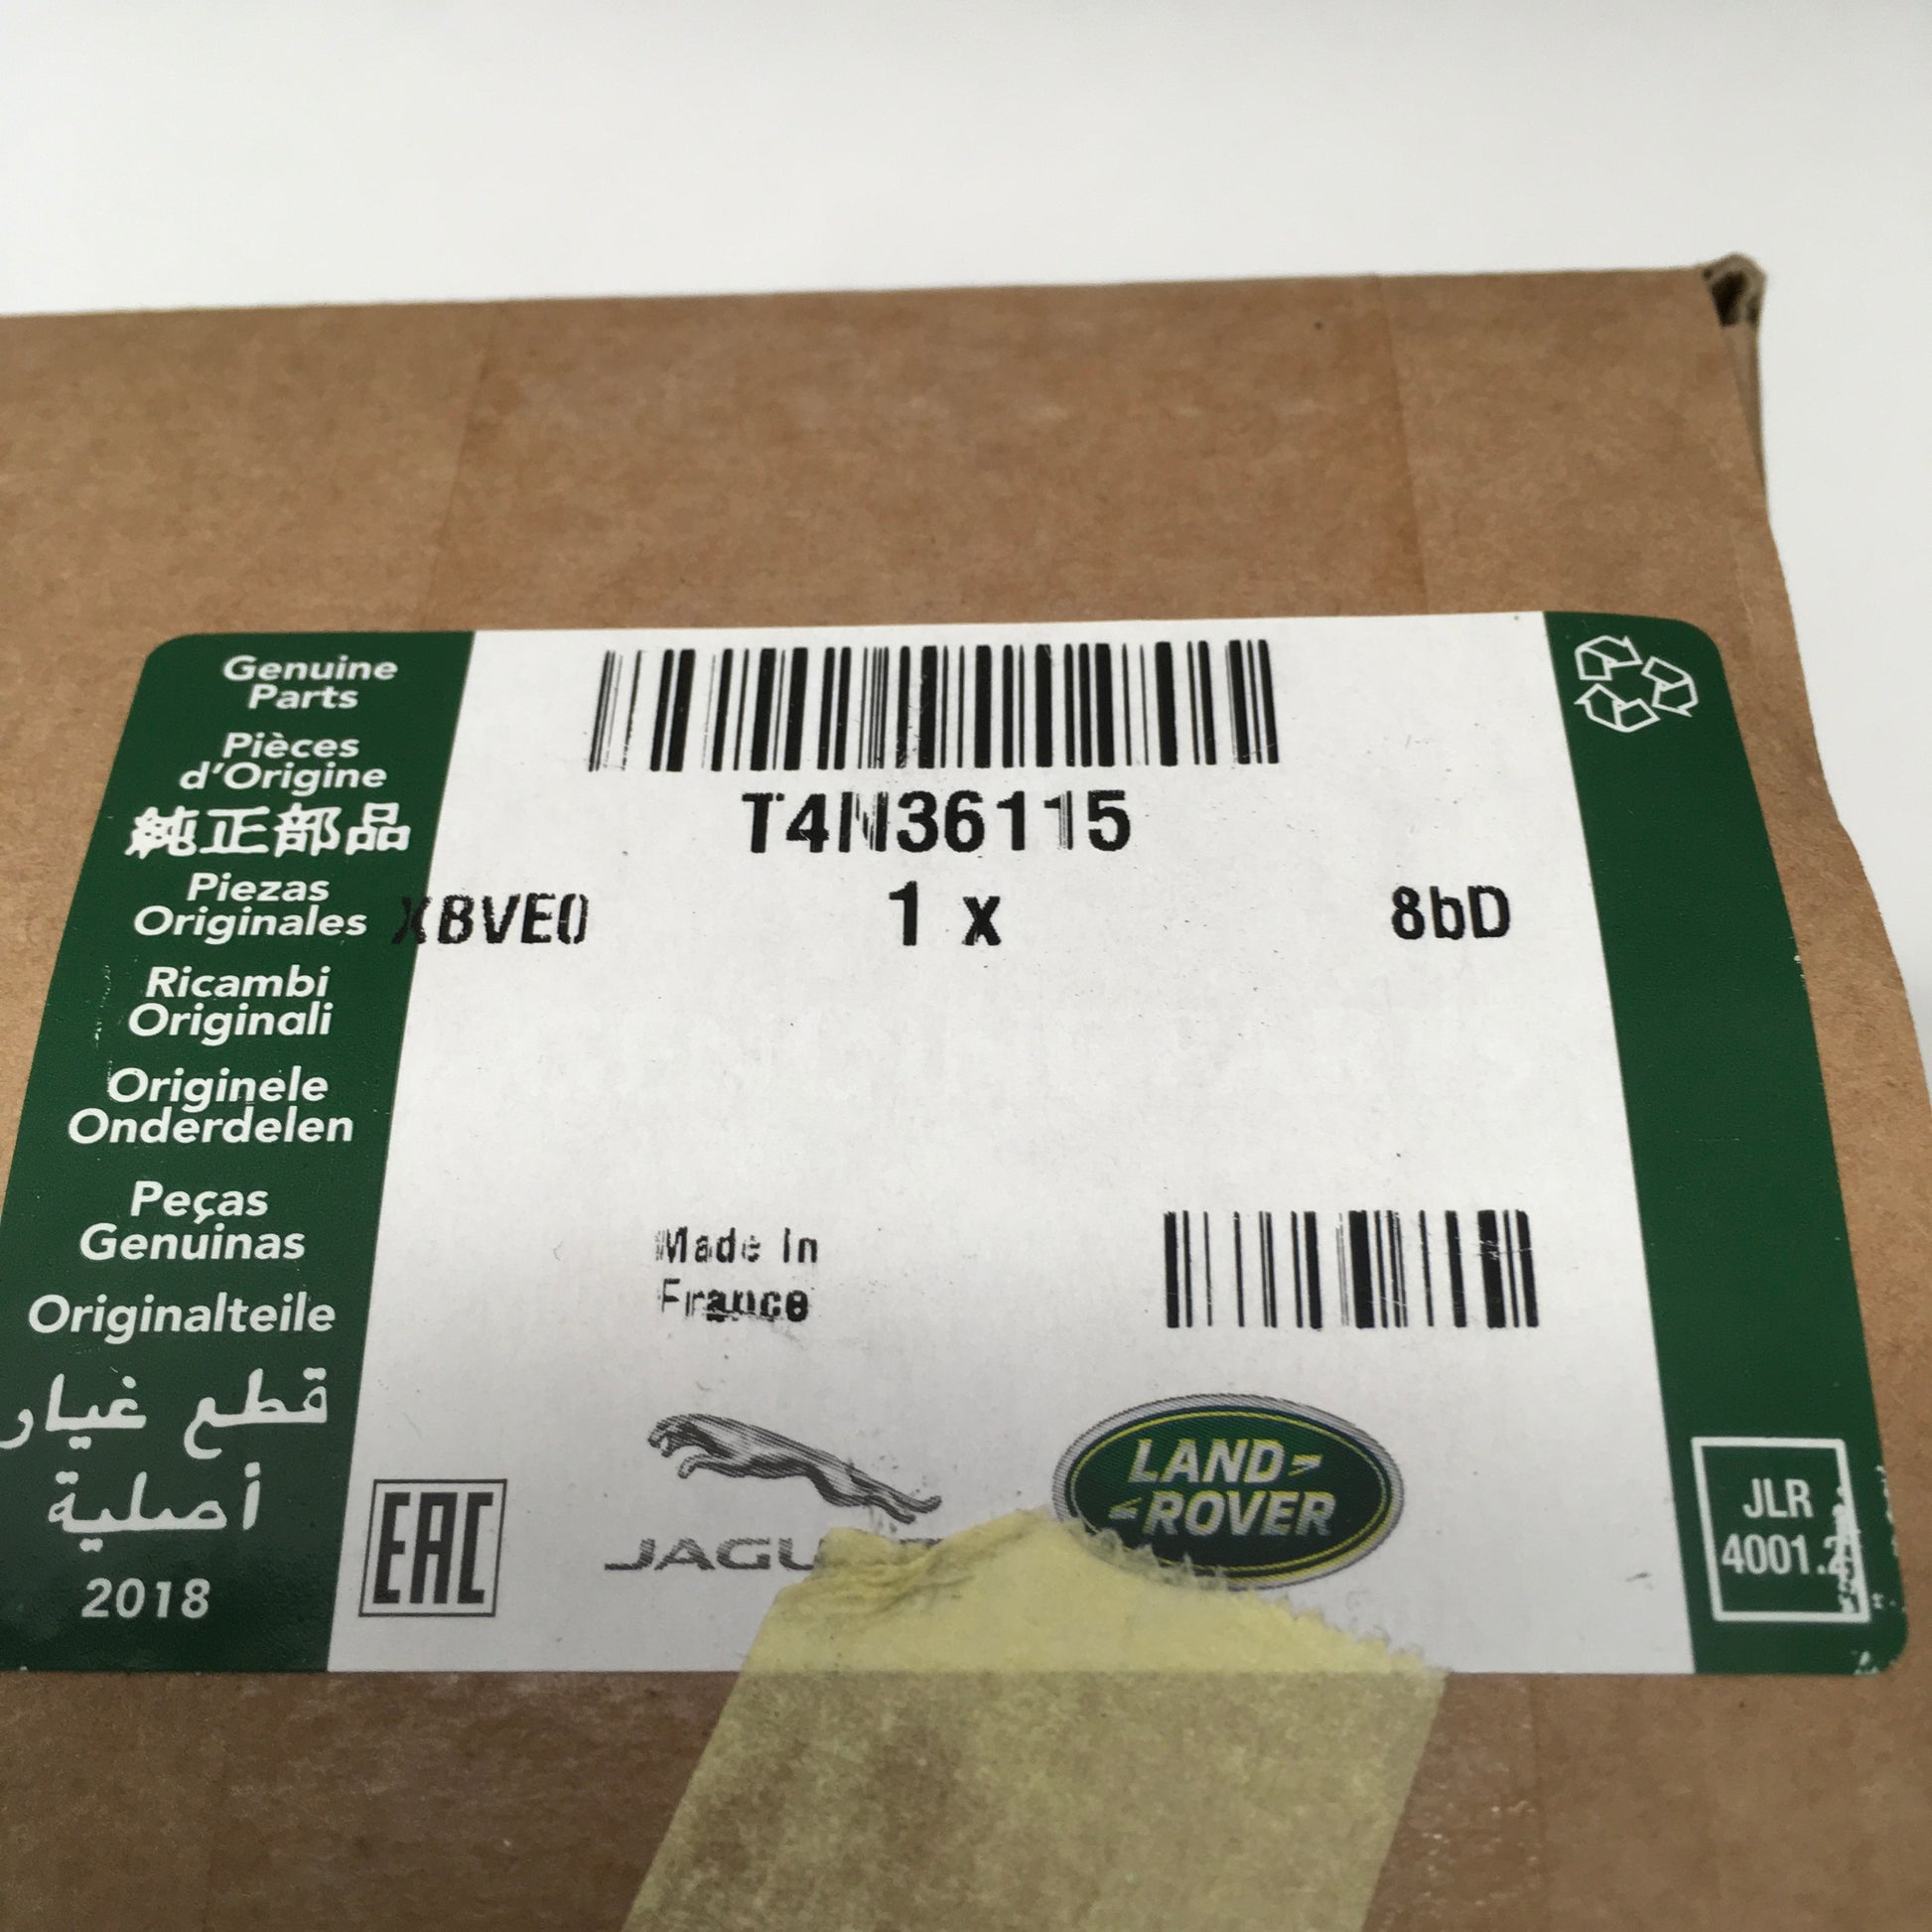 Genuine
Parts
Pièces
d'Origine
純正部品
Piezas
Originales
Ricambi
Originali
Originele
Onderdelen
Peças
Genuinas
Originalteile
قطع غيار
أصلية
2018
T4N36115
XBVE0 1 x 8bD
Made In
France
EAC
LAND-
-ROVER
JLR